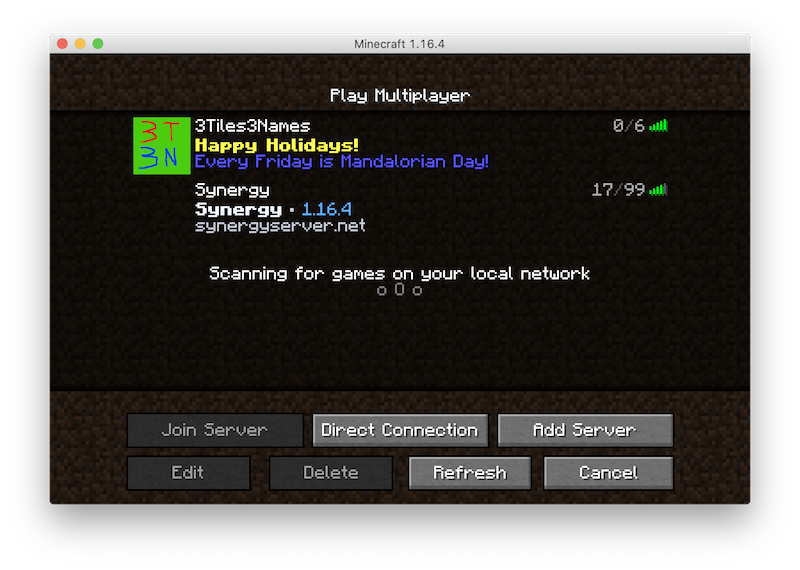 Minecraft 1.16.4
Play Multiplayer
3T
3N
3Tiles3Names 0/6
Happy Holidays!
Every Friday is Mandalorian Day!
Synergy 17/99
Synergy • 1.16.4
synergyserver.net
Scanning for games on your local network
o O o
Join Server Direct Connection Add Server
Edit Delete Refresh Cancel